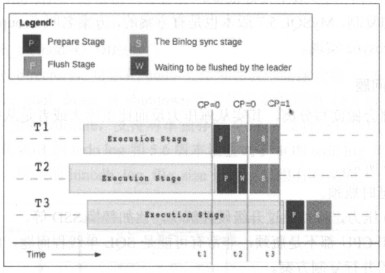 Legend:
P Prepare Stage S The Binlog sync stage
F Flush Stage W Waiting to be flushed by the leader
CP=0 CP=0 CP=1
T1 Execution Stage P F S
T2 Execution Stage P W S
T3 Execution Stage P S
Time t1 t2 t3